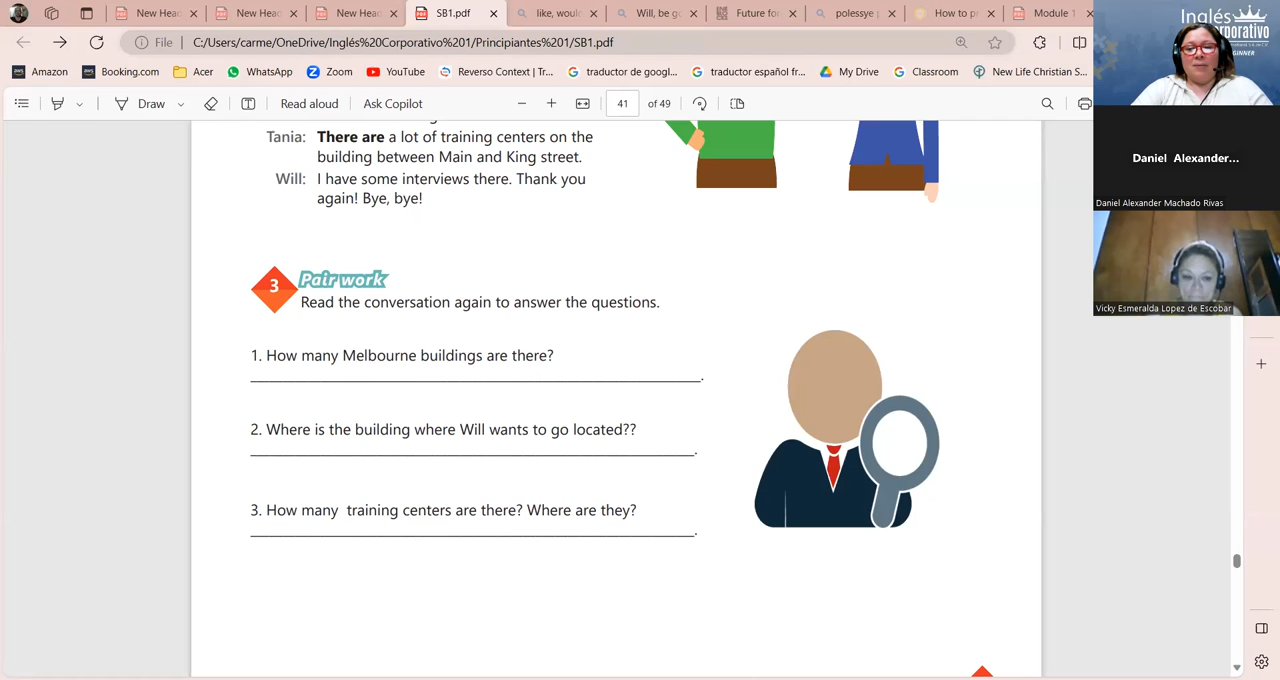 New Head
New Head
New Head
SB1.pdf
like, would
Will, be go
Future for
polessye p
How to pr
Module 1
File
C:/Users/carme/OneDrive/Inglés%20Corporativo%201/Principiantes%201/SB1.pdf
Amazon
Booking.com
Acer
WhatsApp
Zoom
YouTube
Reverso Context | Tr...
traductor de googl...
traductor español fr...
My Drive
Classroom
New Life Christian S...
Draw
Read aloud
Ask Copilot
41
of 49
Tania: There are a lot of training centers on the
building between Main and King street.
Will: I have some interviews there. Thank you
again! Bye, bye!
3
Pair work
Read the conversation again to answer the questions.
1. How many Melbourne buildings are there?
2. Where is the building where Will wants to go located??
3. How many training centers are there? Where are they?
Inglés
orporativo
Daniel Alexander...
Daniel Alexander Machado Rivas
Vicky Esmeralda Lopez de Escobar